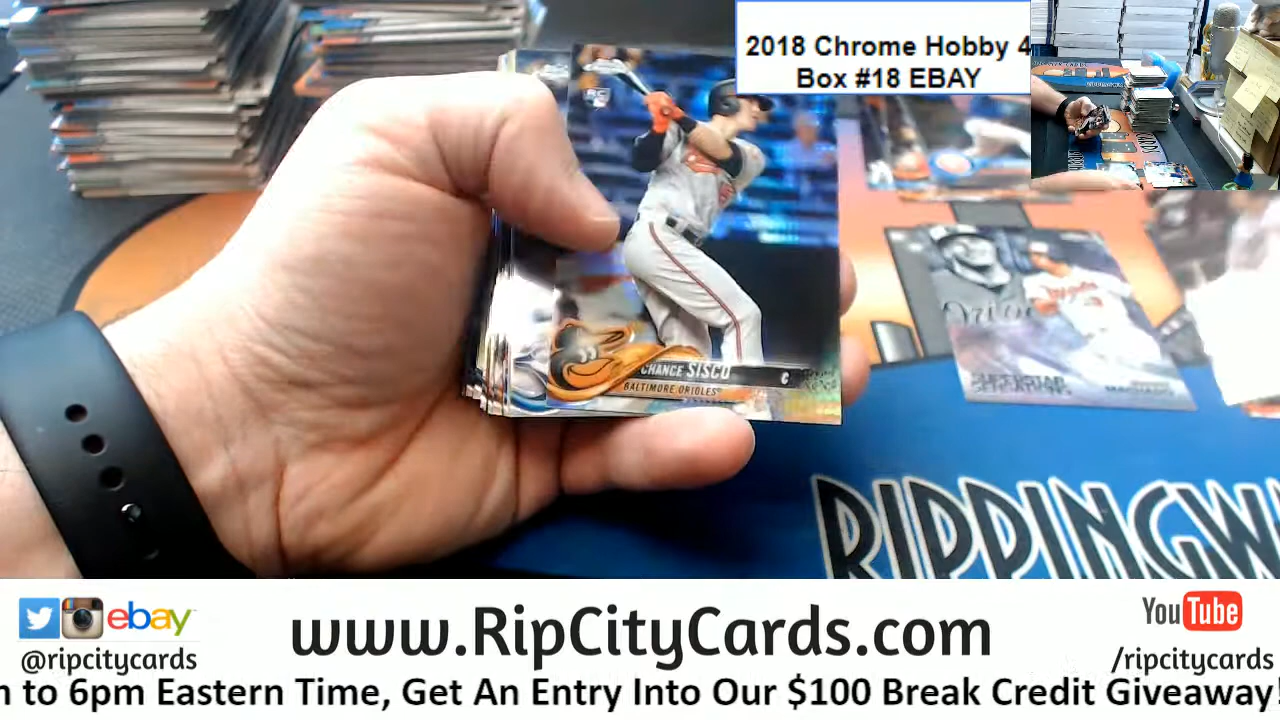 2018 Chrome Hobby 4
Box #18 EBAY
RC
CHANCE SISCO
C
BALTIMORE ORIOLES
SUPERSTAR
RIPPINGW
ebay
@ripcitycards
www.RipCityCards.com
YouTube
/ripcitycards
to 6pm Eastern Time, Get An Entry Into Our $100 Break Credit Giveaway!